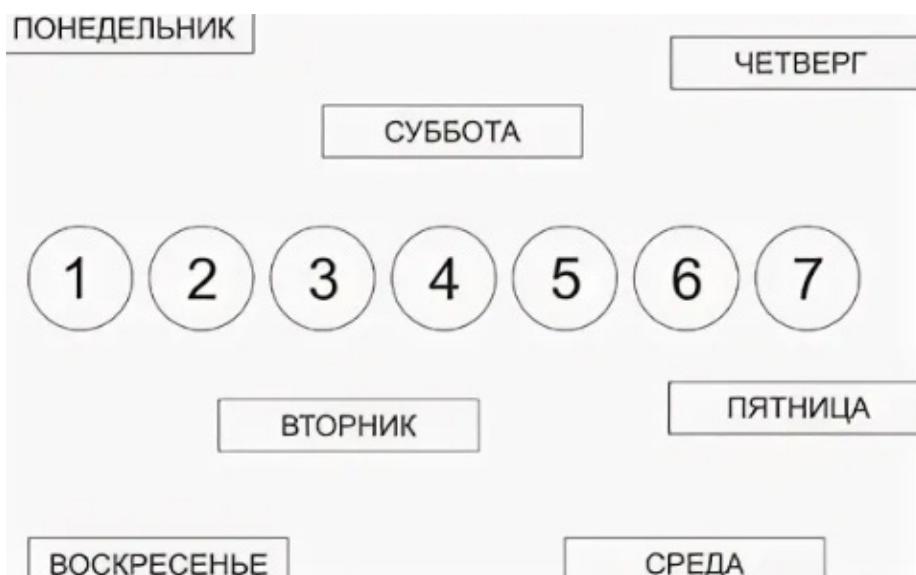 ПОНЕДЕЛЬНИК
ЧЕТВЕРГ
СУББОТА
1 2 3 4 5 6 7
ПЯТНИЦА
ВТОРНИК
ВОСКРЕСЕНЬЕ
СРЕДА